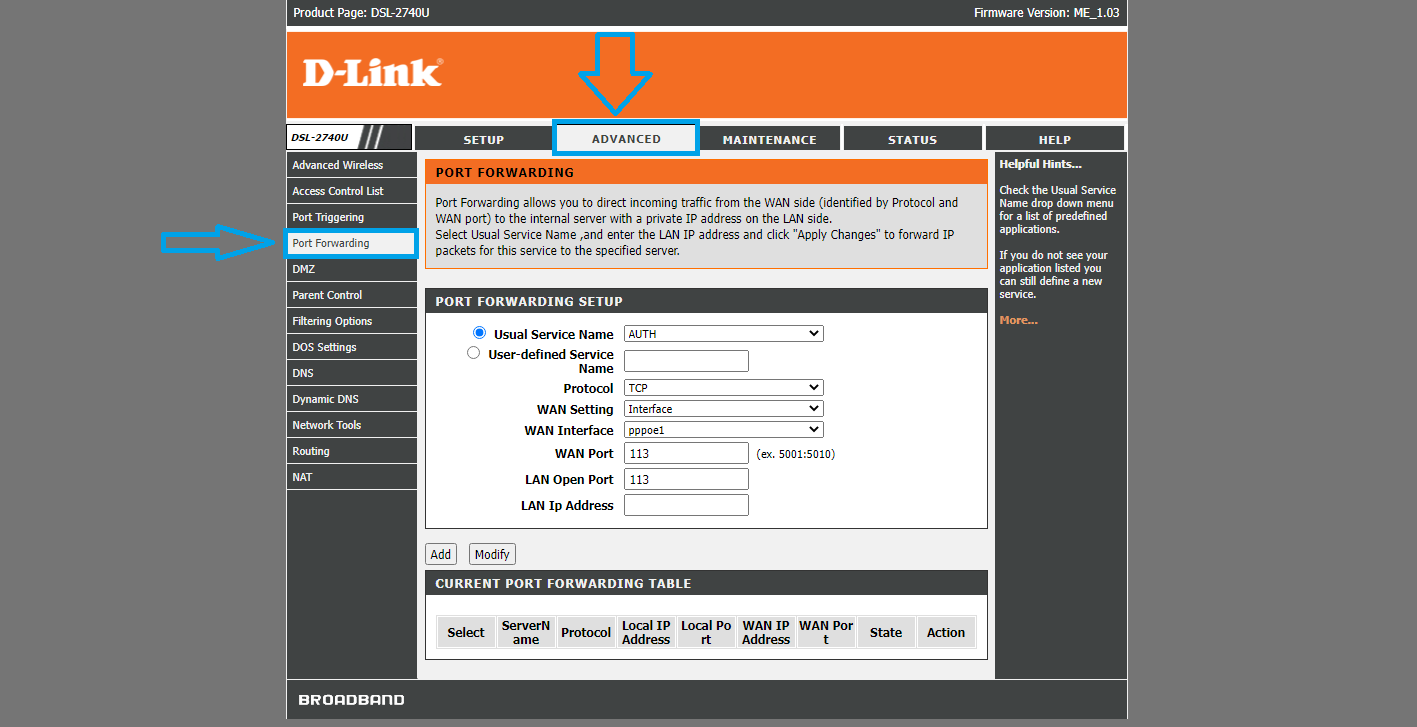 Product Page: DSL-2740U
Firmware Version: ME_1.03
D-Link®
DSL-2740U
SETUP
ADVANCED
MAINTENANCE
STATUS
HELP
Advanced Wireless
Access Control List
Port Triggering
Port Forwarding
DMZ
Parent Control
Filtering Options
DOS Settings
DNS
Dynamic DNS
Network Tools
Routing
NAT
PORT FORWARDING
Port Forwarding allows you to direct incoming traffic from the WAN side (identified by Protocol and
WAN port) to the internal server with a private IP address on the LAN side.
Select Usual Service Name ,and enter the LAN IP address and click "Apply Changes" to forward IP
packets for this service to the specified server.
PORT FORWARDING SETUP
Usual Service Name AUTH
User-defined Service
Name
Protocol TCP
WAN Setting Interface
WAN Interface pppoe1
WAN Port 113 (ex. 5001:5010)
LAN Open Port 113
LAN Ip Address
Add Modify
CURRENT PORT FORWARDING TABLE
Select
ServerN
ame
Protocol
Local IP
Address
Local Po
rt
WAN IP
Address
WAN Por
t
State
Action
Helpful Hints...
Check the Usual Service
Name drop down menu
for a list of predefined
applications.
If you do not see your
application listed you
can still define a new
service.
More...
BROADBAND